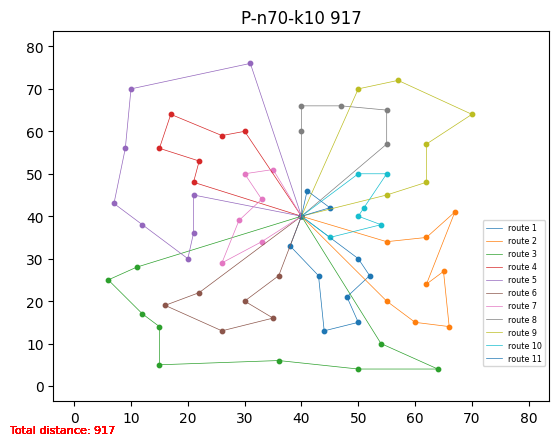 P-n70-k10 917
80
70
60
50
40
30
20
10
0
0 10 20 30 40 50 60 70 80
route 1
route 2
route 3
route 4
route 5
route 6
route 7
route 8
route 9
route 10
route 11
Total distance: 917